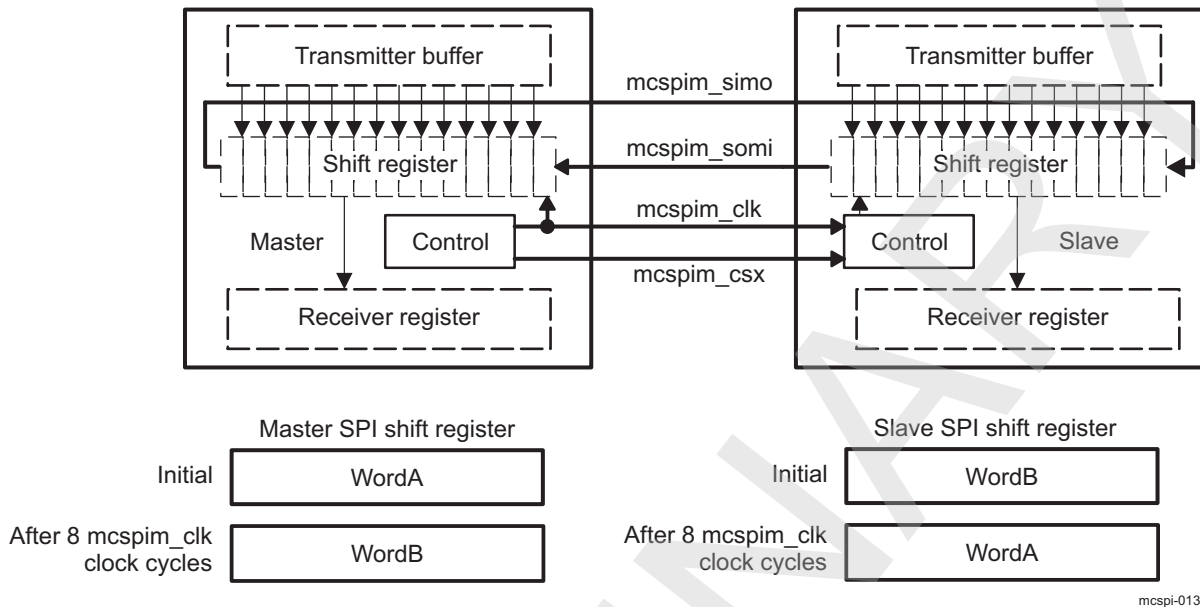 Transmitter buffer
Transmitter buffer
mcspim_simo
Shift register
mcspim_somi
Shift register
mcspim_clk
Master
Control
Control
Slave
mcspim_csx
Receiver register
Receiver register
Master SPI shift register
Slave SPI shift register
Initial
WordA
Initial
WordB
After 8 mcspim_clk
clock cycles
WordB
After 8 mcspim_clk
clock cycles
WordA
mcspi-013